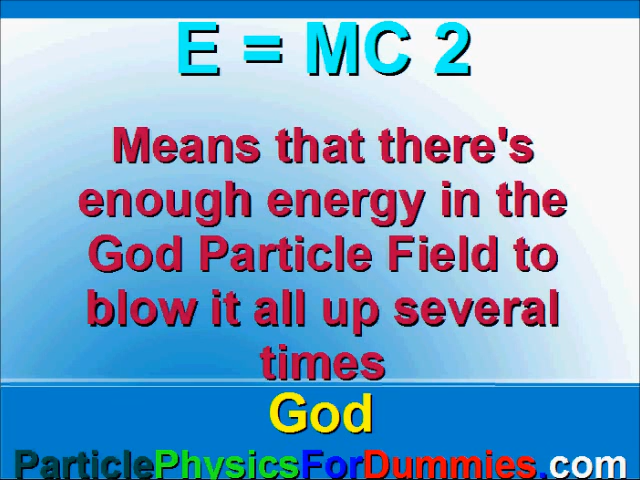 E = MC 2
Means that there's
enough energy in the
God Particle Field to
blow it all up several
times
God
ParticlePhysicsForDummies.com